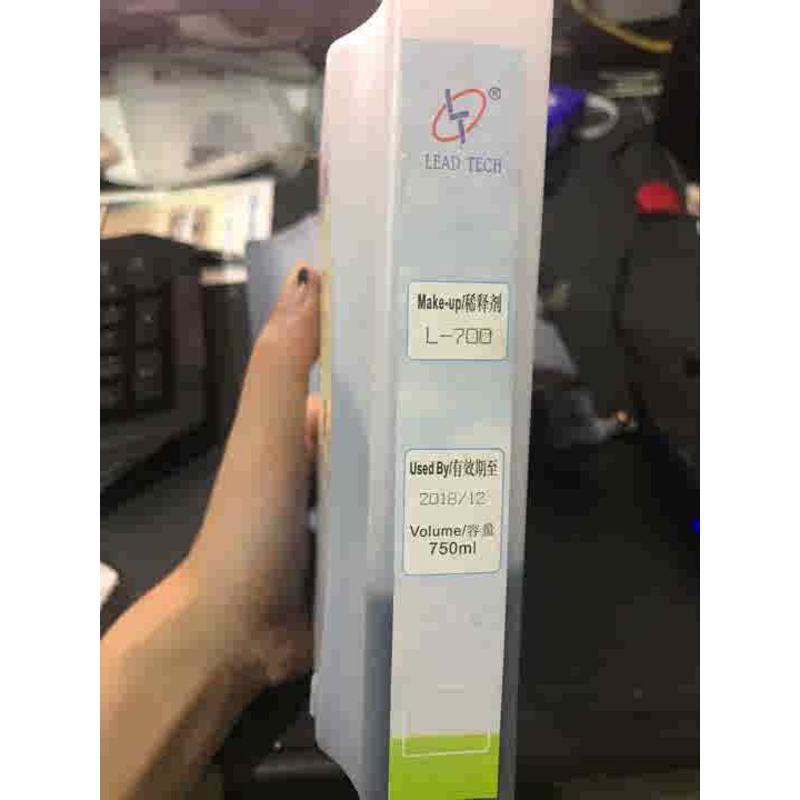 ®
LEAD TECH
Make-up/稀释剂
L-700
Used By/有效期至
2018/12
Volume/容量
750ml